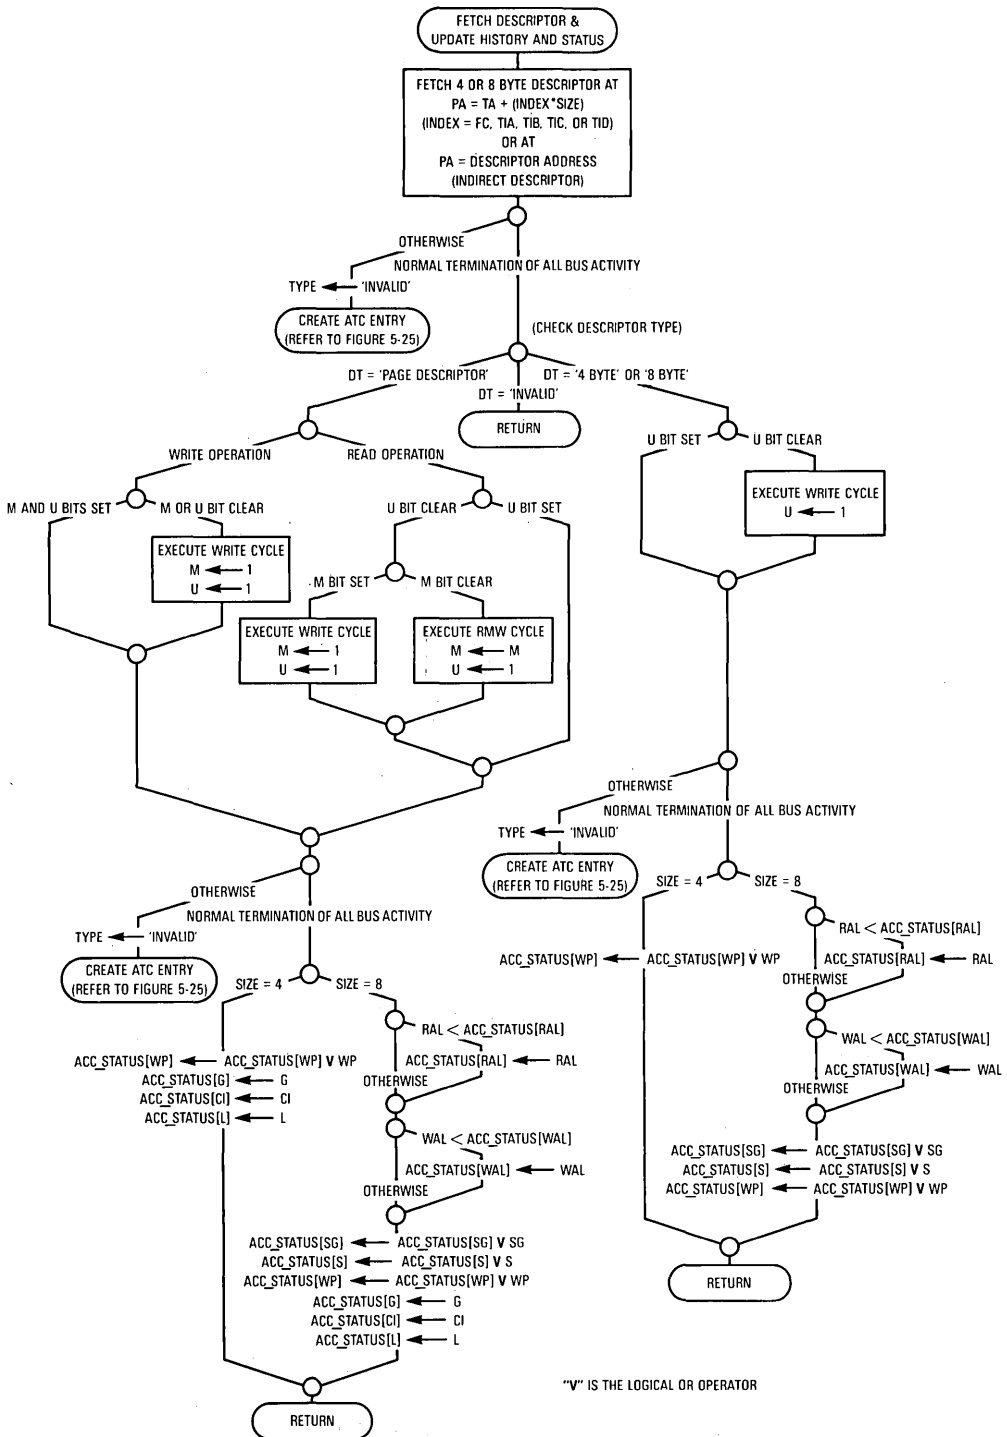 FETCH DESCRIPTOR &
UPDATE HISTORY AND STATUS
FETCH 4 OR 8 BYTE DESCRIPTOR AT
PA = TA + (INDEX*SIZE)
(INDEX = FC, TIA, TIB, TIC, OR TID)
OR AT
PA = DESCRIPTOR ADDRESS
(INDIRECT DESCRIPTOR)
OTHERWISE
NORMAL TERMINATION OF ALL BUS ACTIVITY
TYPE ← 'INVALID'
CREATE ATC ENTRY
(REFER TO FIGURE 5-25)
(CHECK DESCRIPTOR TYPE)
DT = 'PAGE DESCRIPTOR'
DT = 'INVALID'
DT = '4 BYTE' OR '8 BYTE'
RETURN
WRITE OPERATION
READ OPERATION
M AND U BITS SET
M OR U BIT CLEAR
EXECUTE WRITE CYCLE
M ← 1
U ← 1
U BIT CLEAR
U BIT SET
M BIT SET
M BIT CLEAR
EXECUTE WRITE CYCLE
M ← 1
U ← 1
EXECUTE RMW CYCLE
M ← M
U ← 1
U BIT SET
U BIT CLEAR
EXECUTE WRITE CYCLE
U ← 1
OTHERWISE
NORMAL TERMINATION OF ALL BUS ACTIVITY
TYPE ← 'INVALID'
CREATE ATC ENTRY
(REFER TO FIGURE 5-25)
SIZE = 4
SIZE = 8
ACC_STATUS[WP] ← ACC_STATUS[WP] V WP
ACC_STATUS[G] ← G
ACC_STATUS[CI] ← CI
ACC_STATUS[L] ← L
RAL < ACC_STATUS[RAL]
ACC_STATUS[RAL] ← RAL
OTHERWISE
WAL < ACC_STATUS[WAL]
ACC_STATUS[WAL] ← WAL
OTHERWISE
ACC_STATUS[SG] ← ACC_STATUS[SG] V SG
ACC_STATUS[S] ← ACC_STATUS[S] V S
ACC_STATUS[WP] ← ACC_STATUS[WP] V WP
ACC_STATUS[G] ← G
ACC_STATUS[CI] ← CI
ACC_STATUS[L] ← L
RETURN
OTHERWISE
NORMAL TERMINATION OF ALL BUS ACTIVITY
TYPE ← 'INVALID'
CREATE ATC ENTRY
(REFER TO FIGURE 5-25)
SIZE = 4
SIZE = 8
ACC_STATUS[WP] ← ACC_STATUS[WP] V WP
RAL < ACC_STATUS[RAL]
ACC_STATUS[RAL] ← RAL
OTHERWISE
WAL < ACC_STATUS[WAL]
ACC_STATUS[WAL] ← WAL
OTHERWISE
ACC_STATUS[SG] ← ACC_STATUS[SG] V SG
ACC_STATUS[S] ← ACC_STATUS[S] V S
ACC_STATUS[WP] ← ACC_STATUS[WP] V WP
RETURN
"V" IS THE LOGICAL OR OPERATOR